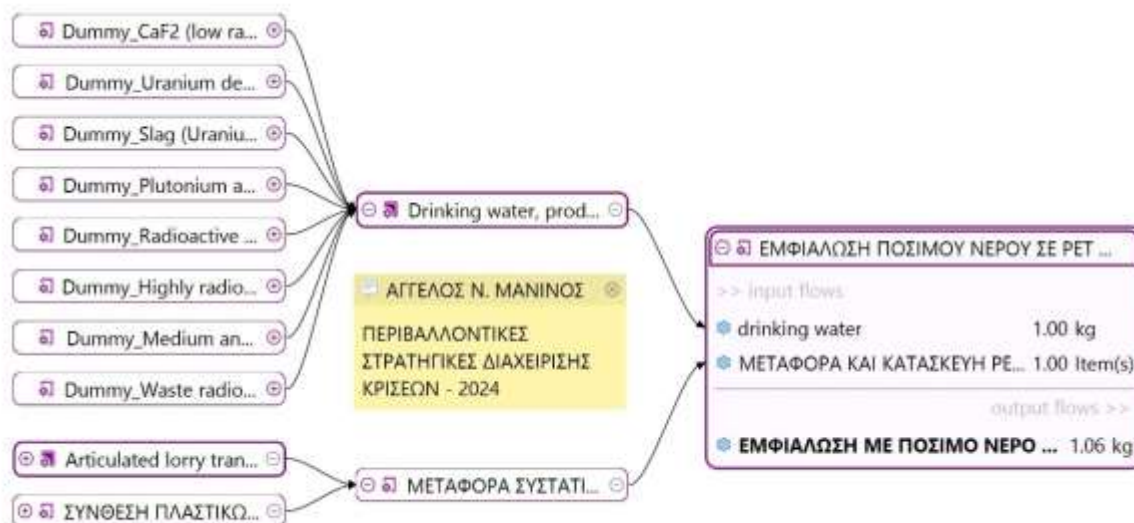 Dummy_CaF2 (low ra...
Dummy_Uranium de...
Dummy_Slag (Uraniu...
Dummy_Plutonium a...
Dummy_Radioactive ...
Dummy_Highly radio...
Dummy_Medium an...
Dummy_Waste radio...
Articulated lorry tran...
ΣΥΝΘΕΣΗ ΠΛΑΣΤΙΚΩ...
Drinking water, prod...
ΑΓΓΕΛΟΣ Ν. ΜΑΝΙΝΟΣ
ΠΕΡΙΒΑΛΛΟΝΤΙΚΕΣ
ΣΤΡΑΤΗΓΙΚΕΣ ΔΙΑΧΕΙΡΙΣΗΣ
ΚΡΙΣΕΩΝ - 2024
ΜΕΤΑΦΟΡΑ ΣΥΣΤΑΤΙ...
ΕΜΦΙΑΛΩΣΗ ΠΟΣΙΜΟΥ ΝΕΡΟΥ ΣΕ PET ...
>> input flows
drinking water 1.00 kg
ΜΕΤΑΦΟΡΑ ΚΑΙ ΚΑΤΑΣΚΕΥΗ PE... 1.00 Item(s)
output flows >>
ΕΜΦΙΑΛΩΣΗ ΜΕ ΠΟΣΙΜΟ ΝΕΡΟ ... 1.06 kg